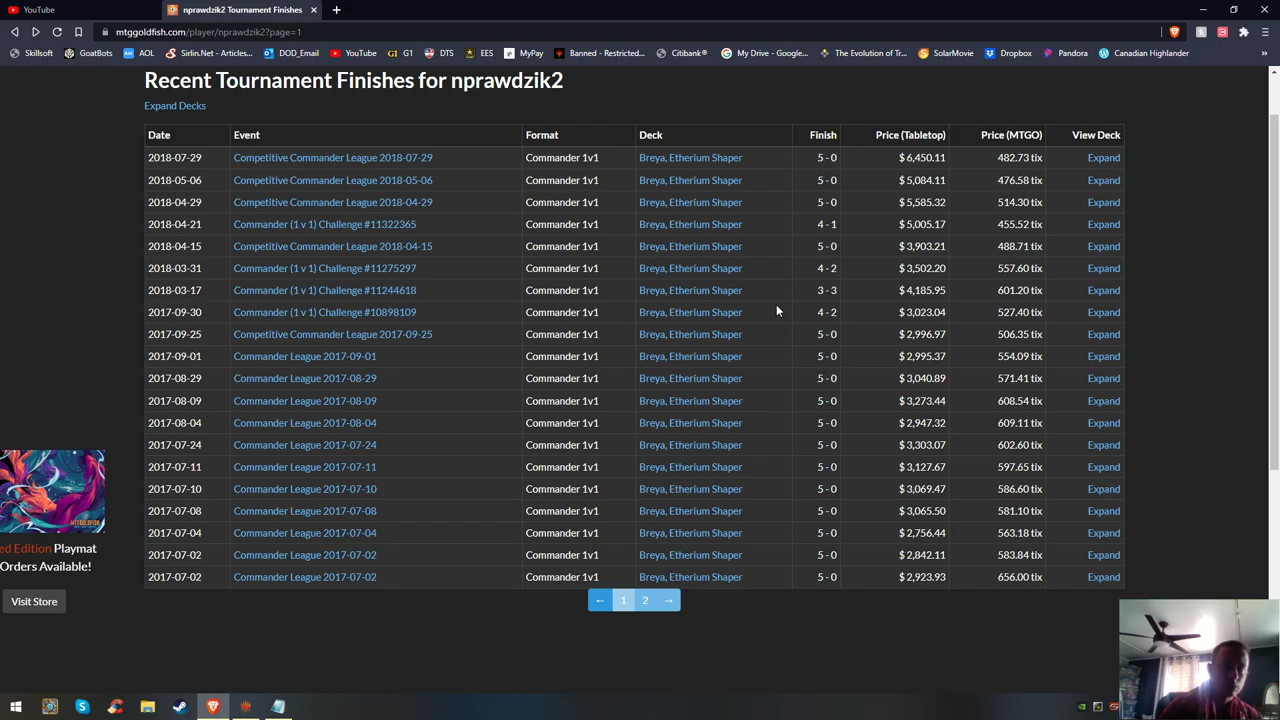 YouTube
nprawdzik2 Tournament Finishes
mtggoldfish.com/player/nprawdzik2?page=1
Skillsoft GoatBots AOL Sirlin.Net - Articles... DOD_Email YouTube G1 DTS EES MyPay Banned - Restricted... Citibank My Drive - Google... The Evolution of Tr... SolarMovie Dropbox Pandora Canadian Highlander
Recent Tournament Finishes for nprawdzik2
Expand Decks
Date Event Format Deck Finish Price (Tabletop) Price (MTGO) View Deck
2018-07-29 Competitive Commander League 2018-07-29 Commander 1v1 Breya, Etherium Shaper 5 - 0 $ 6,450.11 482.73 tix Expand
2018-05-06 Competitive Commander League 2018-05-06 Commander 1v1 Breya, Etherium Shaper 5 - 0 $ 5,084.11 476.58 tix Expand
2018-04-29 Competitive Commander League 2018-04-29 Commander 1v1 Breya, Etherium Shaper 5 - 0 $ 5,585.32 514.30 tix Expand
2018-04-21 Commander (1 v 1) Challenge #11322365 Commander 1v1 Breya, Etherium Shaper 4 - 1 $ 5,005.17 455.52 tix Expand
2018-04-15 Competitive Commander League 2018-04-15 Commander 1v1 Breya, Etherium Shaper 5 - 0 $ 3,903.21 488.71 tix Expand
2018-03-31 Commander (1 v 1) Challenge #11275297 Commander 1v1 Breya, Etherium Shaper 4 - 2 $ 3,502.20 557.60 tix Expand
2018-03-17 Commander (1 v 1) Challenge #11244618 Commander 1v1 Breya, Etherium Shaper 3 - 3 $ 4,185.95 601.20 tix Expand
2017-09-30 Commander (1 v 1) Challenge #10898109 Commander 1v1 Breya, Etherium Shaper 4 - 2 $ 3,023.04 527.40 tix Expand
2017-09-25 Competitive Commander League 2017-09-25 Commander 1v1 Breya, Etherium Shaper 5 - 0 $ 2,996.97 506.35 tix Expand
2017-09-01 Commander League 2017-09-01 Commander 1v1 Breya, Etherium Shaper 5 - 0 $ 2,995.37 554.09 tix Expand
2017-08-29 Commander League 2017-08-29 Commander 1v1 Breya, Etherium Shaper 5 - 0 $ 3,040.89 571.41 tix Expand
2017-08-09 Commander League 2017-08-09 Commander 1v1 Breya, Etherium Shaper 5 - 0 $ 3,273.44 608.54 tix Expand
2017-08-04 Commander League 2017-08-04 Commander 1v1 Breya, Etherium Shaper 5 - 0 $ 2,947.32 609.11 tix Expand
2017-07-24 Commander League 2017-07-24 Commander 1v1 Breya, Etherium Shaper 5 - 0 $ 3,303.07 602.60 tix Expand
2017-07-11 Commander League 2017-07-11 Commander 1v1 Breya, Etherium Shaper 5 - 0 $ 3,127.67 597.65 tix Expand
2017-07-10 Commander League 2017-07-10 Commander 1v1 Breya, Etherium Shaper 5 - 0 $ 3,069.47 586.60 tix Expand
2017-07-08 Commander League 2017-07-08 Commander 1v1 Breya, Etherium Shaper 5 - 0 $ 3,065.50 581.10 tix Expand
2017-07-04 Commander League 2017-07-04 Commander 1v1 Breya, Etherium Shaper 5 - 0 $ 2,756.44 563.18 tix Expand
2017-07-02 Commander League 2017-07-02 Commander 1v1 Breya, Etherium Shaper 5 - 0 $ 2,842.11 583.84 tix Expand
2017-07-02 Commander League 2017-07-02 Commander 1v1 Breya, Etherium Shaper 5 - 0 $ 2,923.93 656.00 tix Expand
← 1 2 →
ed Edition Playmat
Orders Available!
Visit Store